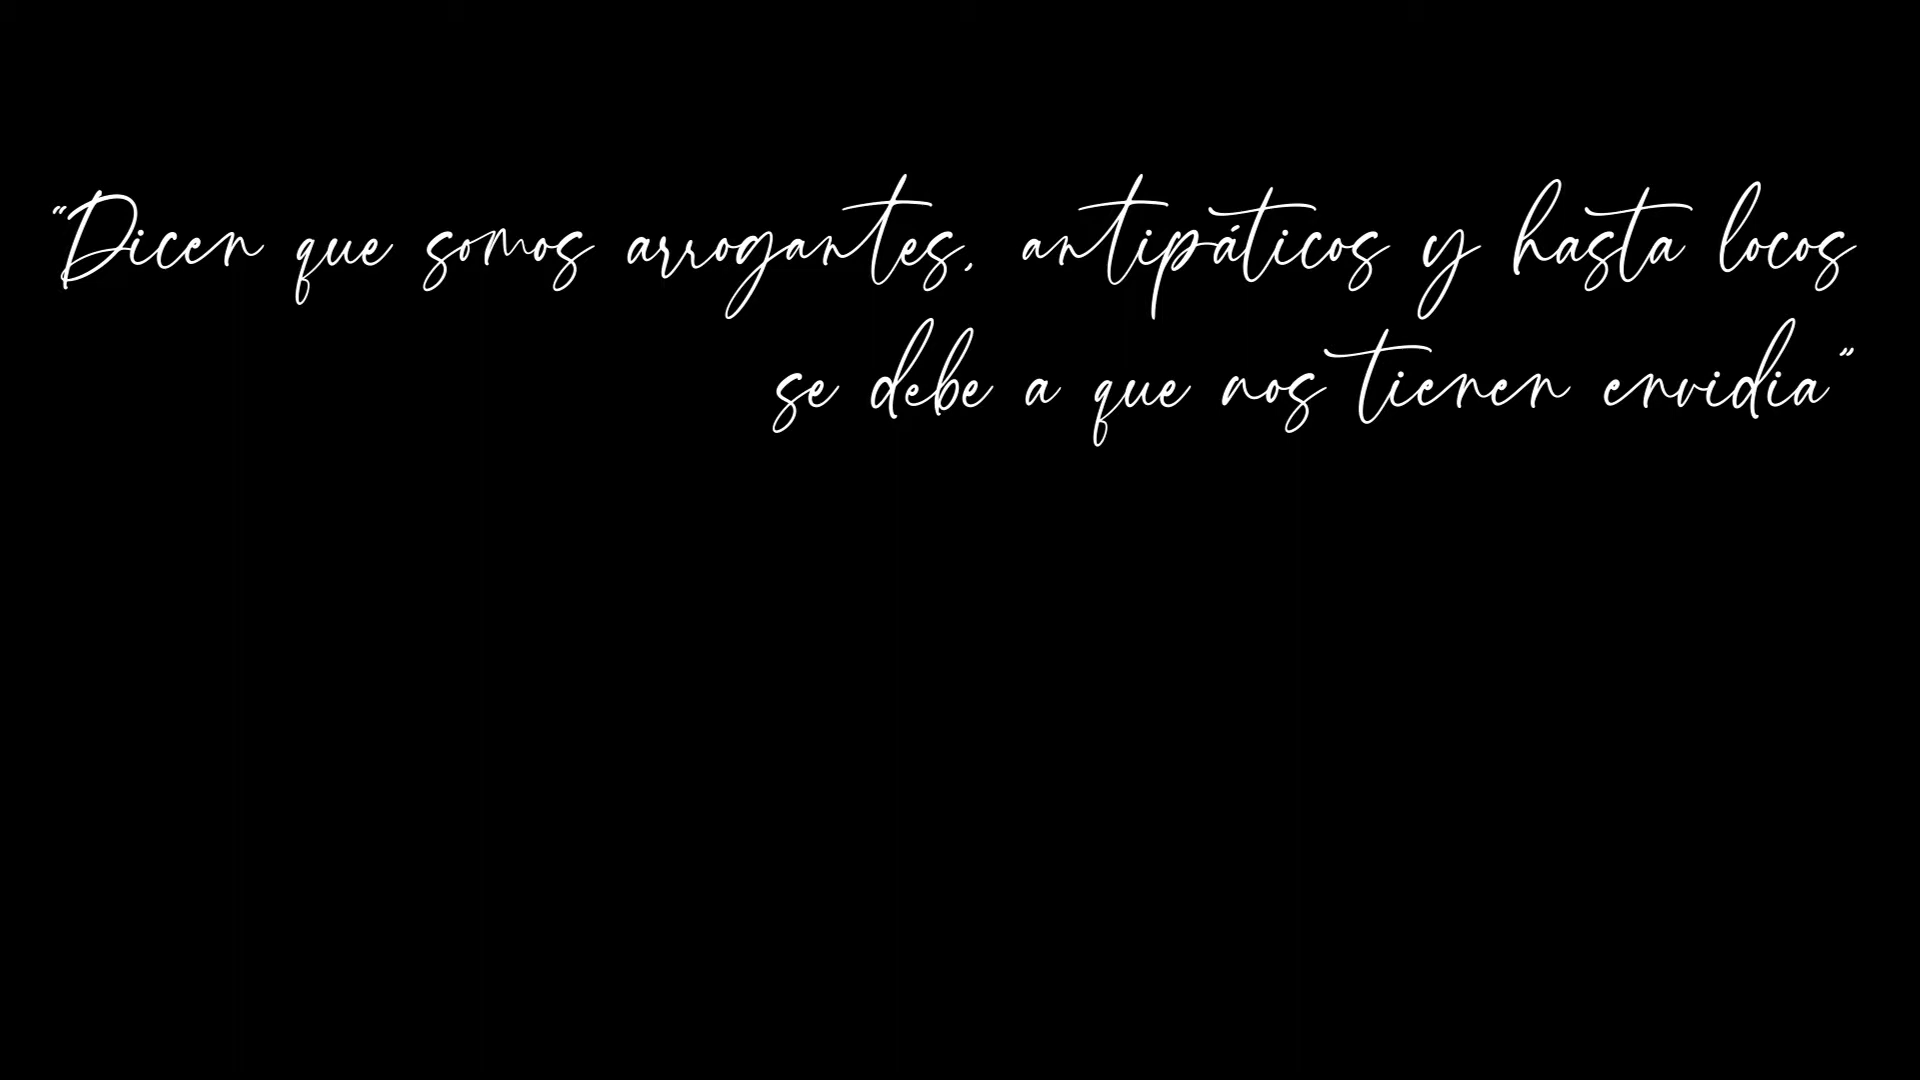 "Dicen que somos arrogantes, antipáticos y hasta locos
se debe a que nos tienen envidia"